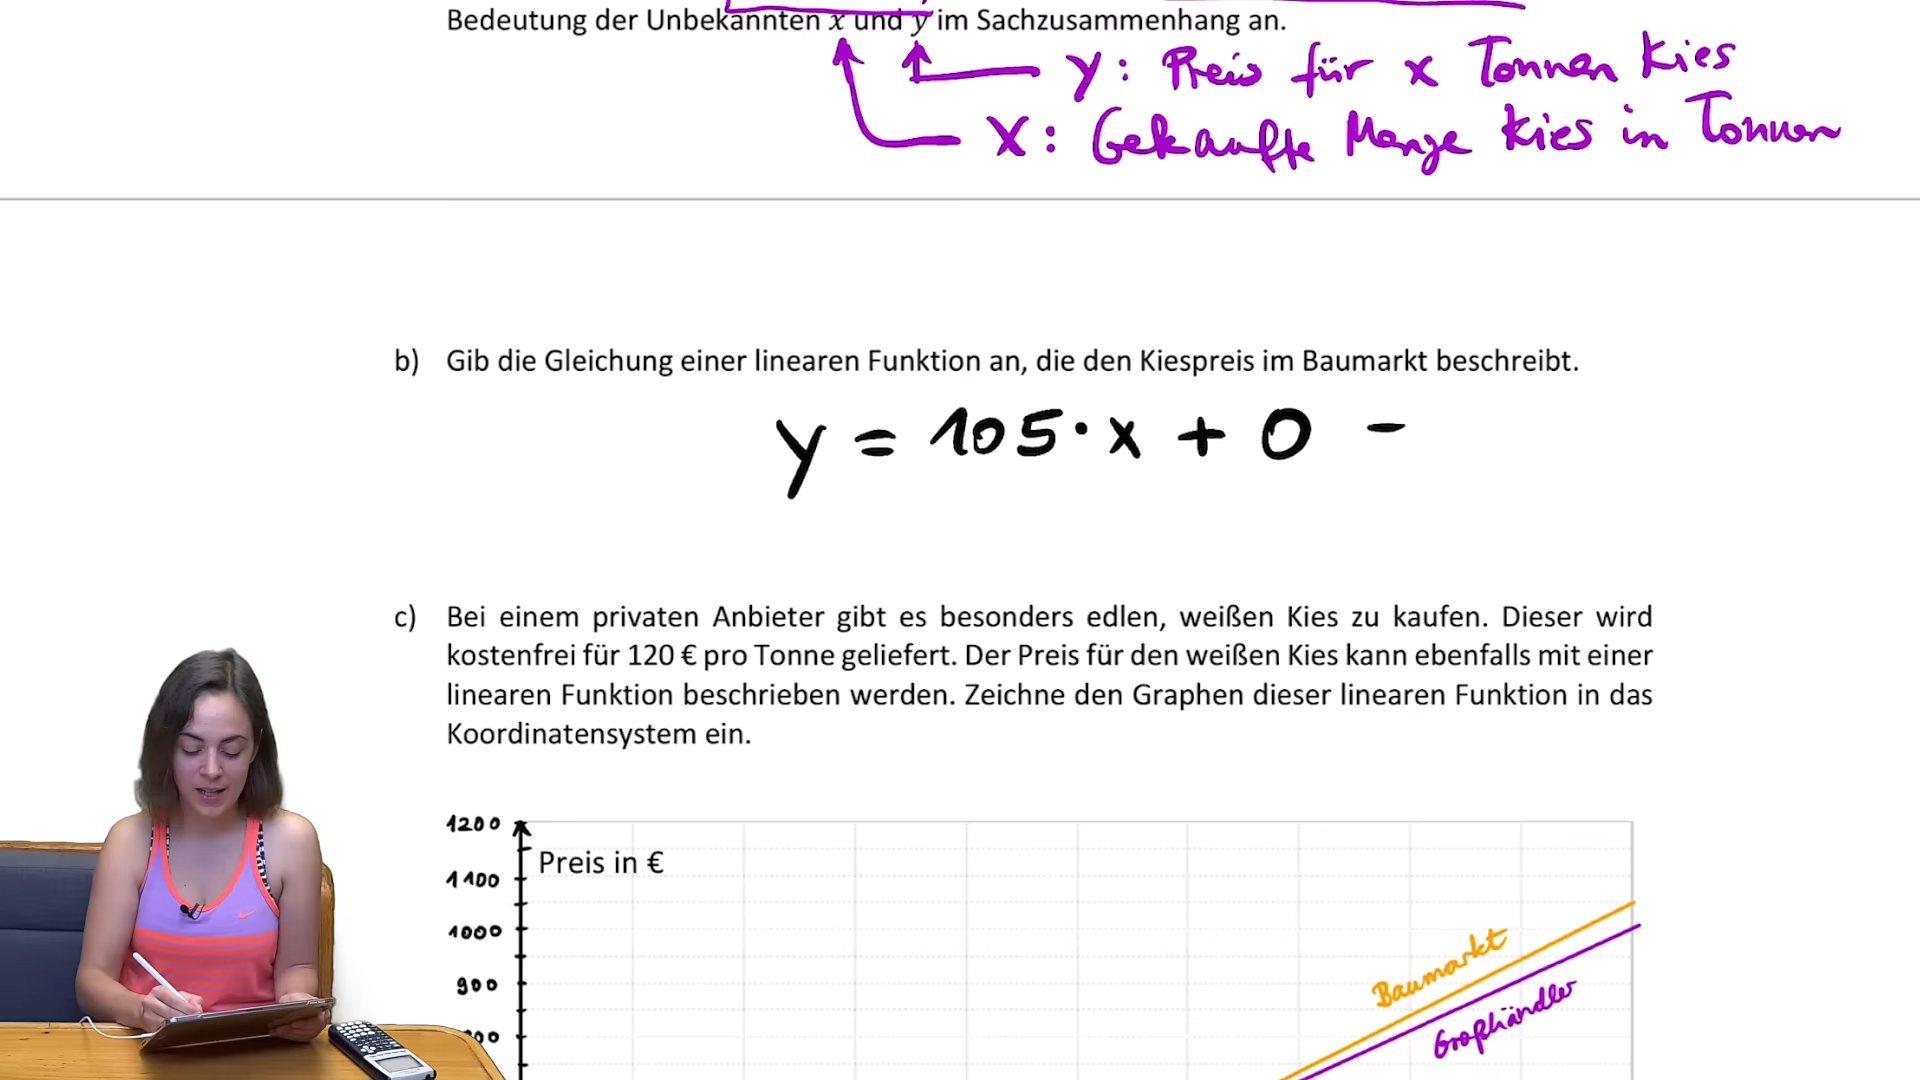 Bedeutung der Unbekannten x und y im Sachzusammenhang an.
y: Preis für x Tonnen Kies
x: Gekaufte Menge Kies in Tonnen
b) Gib die Gleichung einer linearen Funktion an, die den Kiespreis im Baumarkt beschreibt.
y = 105·x + 0 -
c) Bei einem privaten Anbieter gibt es besonders edlen, weißen Kies zu kaufen. Dieser wird
kostenfrei für 120 € pro Tonne geliefert. Der Preis für den weißen Kies kann ebenfalls mit einer
linearen Funktion beschrieben werden. Zeichne den Graphen dieser linearen Funktion in das
Koordinatensystem ein.
1200
Preis in €
1100
1000
Baumarkt
900
Großhändler